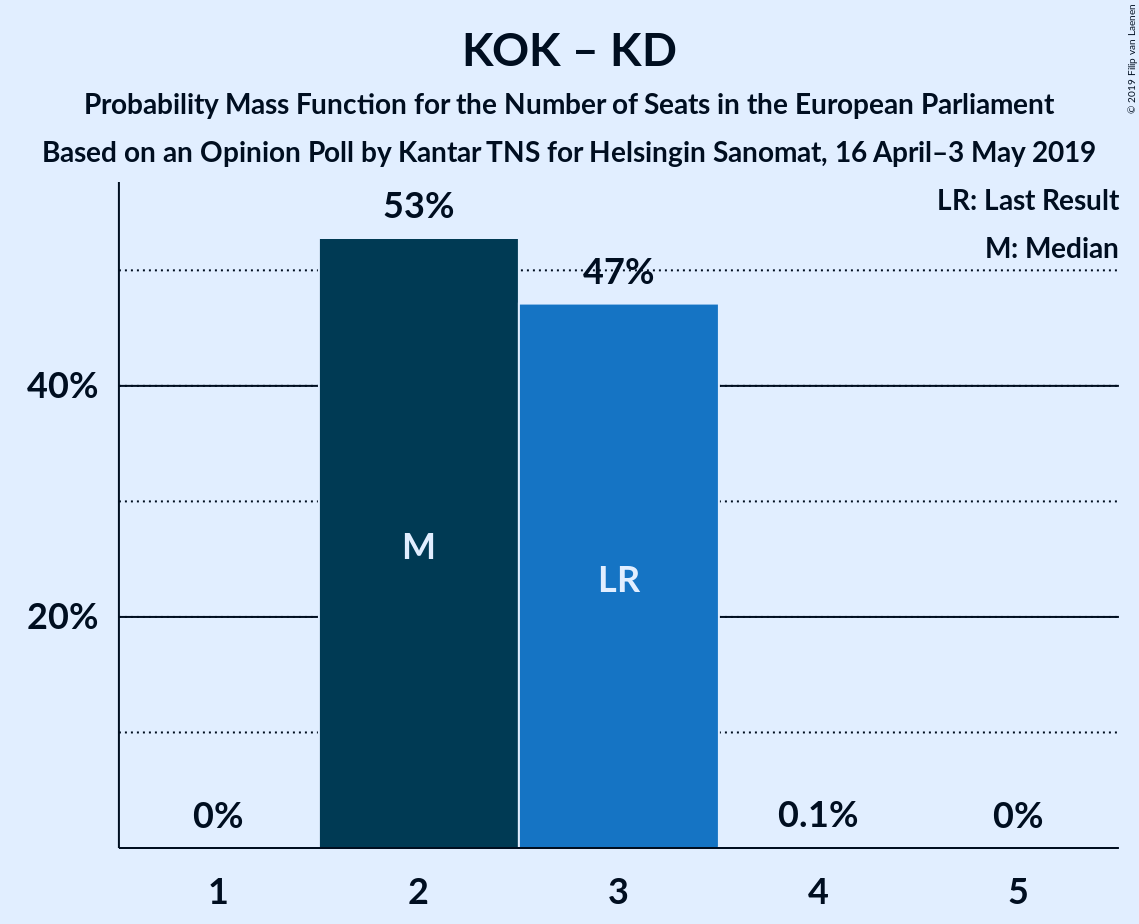 KOK – KD
Probability Mass Function for the Number of Seats in the European Parliament
Based on an Opinion Poll by Kantar TNS for Helsingin Sanomat, 16 April–3 May 2019
© 2019 Filip van Laenen
LR: Last Result
M: Median
53%
47%
40%
20%
M
LR
0%
0.1%
0%
1
2
3
4
5